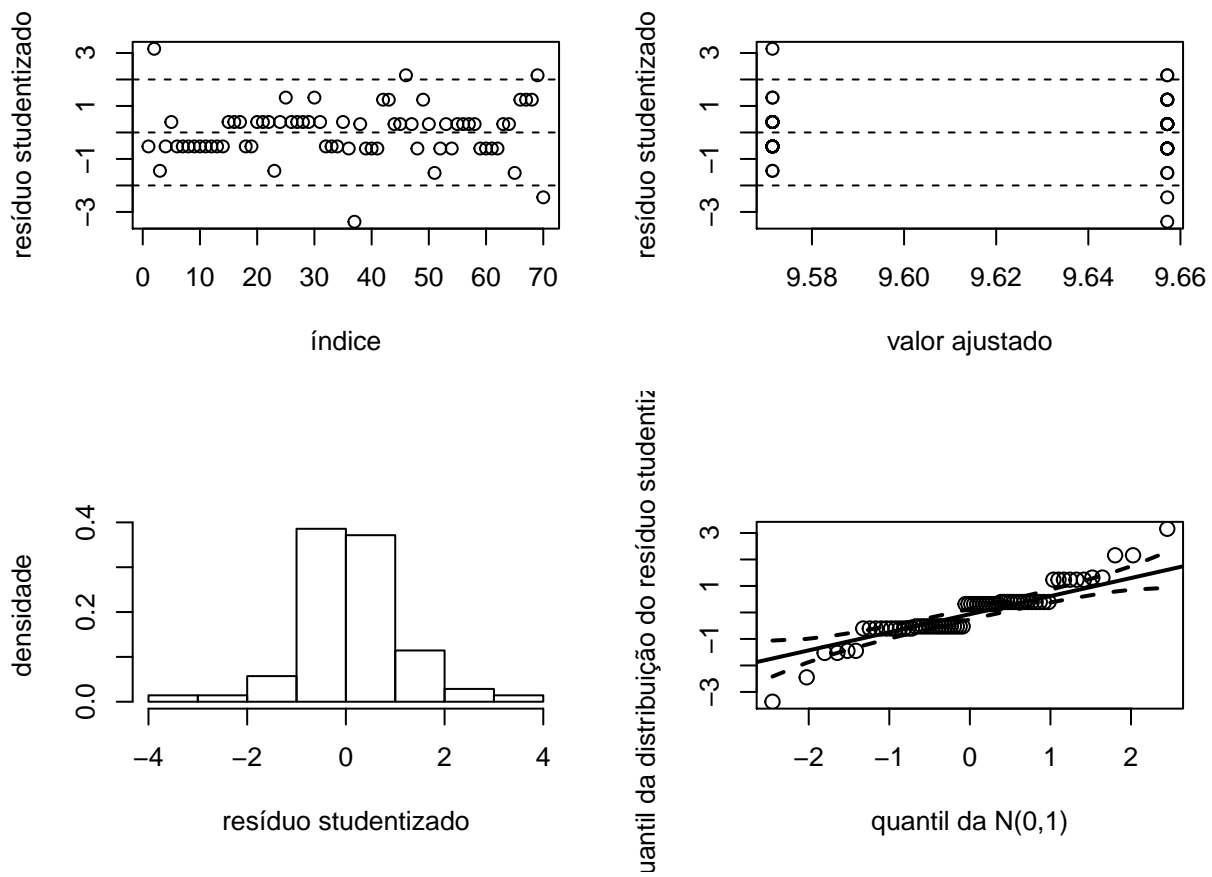 resíduo studentizado
3
1
−1
−3
0 10 20 30 40 50 60 70
índice
resíduo studentizado
3
1
−1
−3
9.58 9.60 9.62 9.64 9.66
valor ajustado
densidade
0.4
0.2
0.0
−4 −2 0 2 4
resíduo studentizado
uantil da distribuição do resíduo studentiz
3
1
−1
−3
−2 −1 0 1 2
quantil da N(0,1)